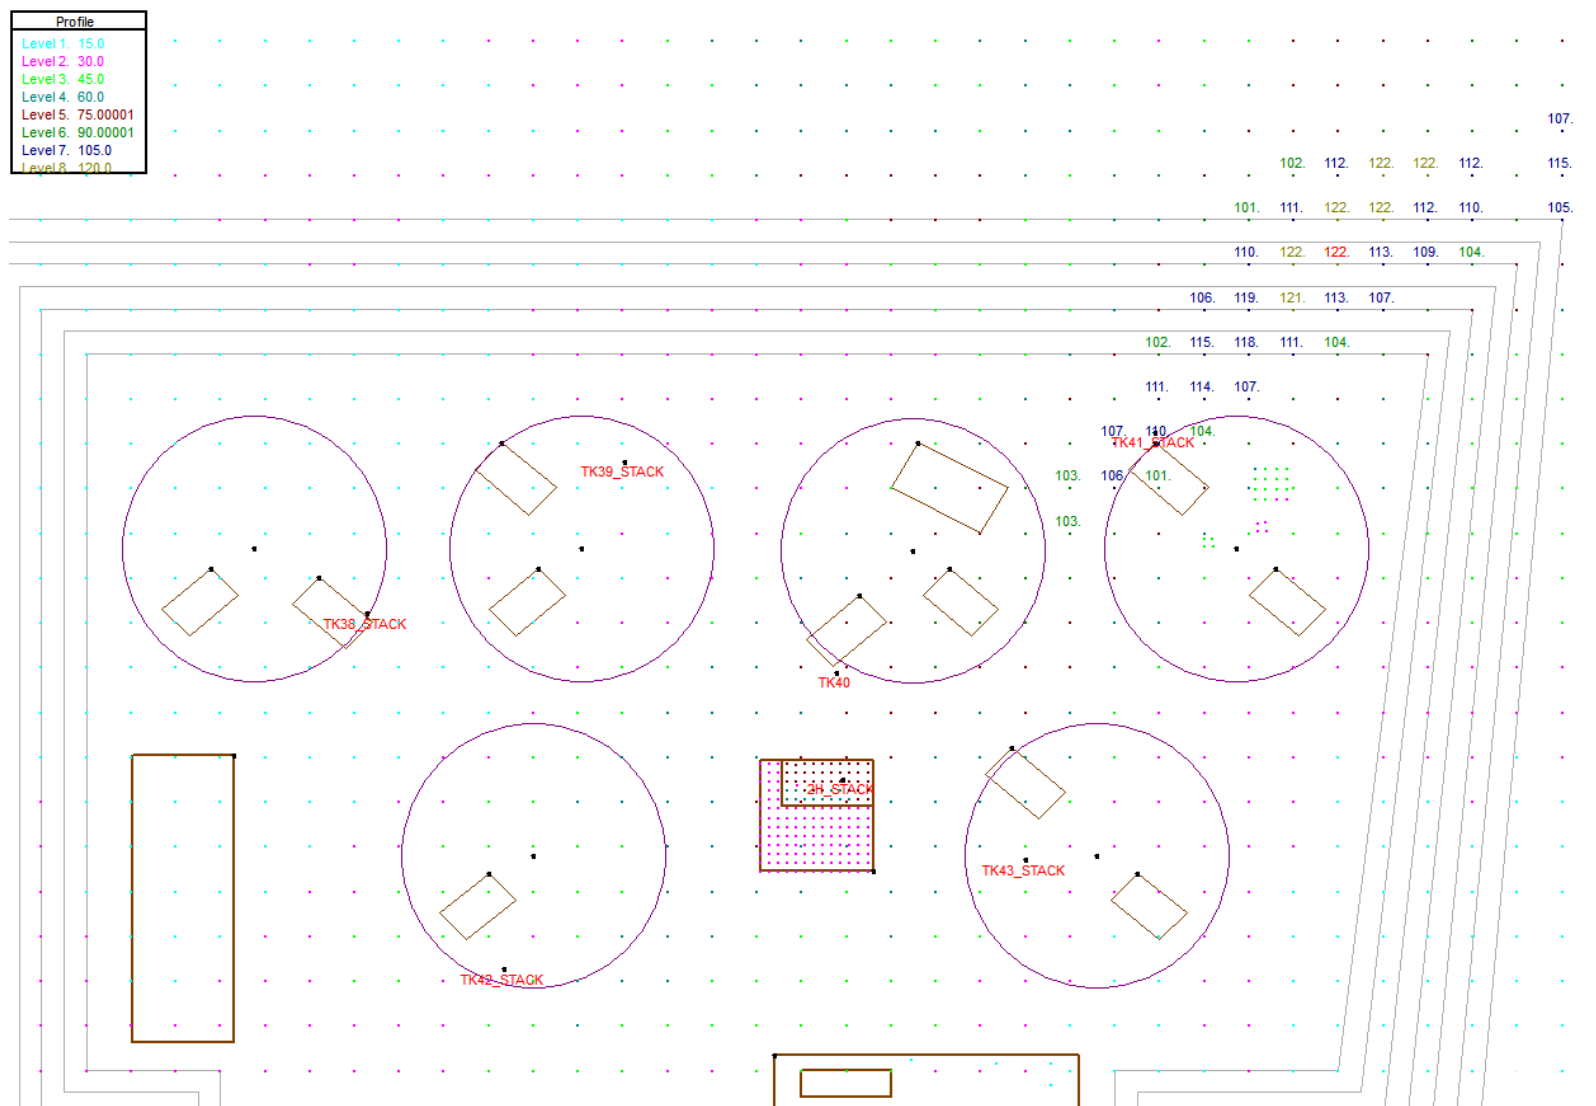 Profile
Level 1. 15.0
Level 2. 30.0
Level 3. 45.0
Level 4. 60.0
Level 5. 75.00001
Level 6. 90.00001
Level 7. 105.0
Level 8. 120.0
107.
102. 112. 122. 122. 112. 115.
101. 111. 122. 122. 112. 110. 105.
110. 122. 122. 113. 109. 104.
106. 119. 121. 113. 107.
102. 115. 118. 111. 104.
111. 114. 107.
107. 110. 104.
TK41_STACK
TK39_STACK
103. 106. 101.
103.
TK38_STACK
TK40
2H_STACK
TK43_STACK
TK42_STACK